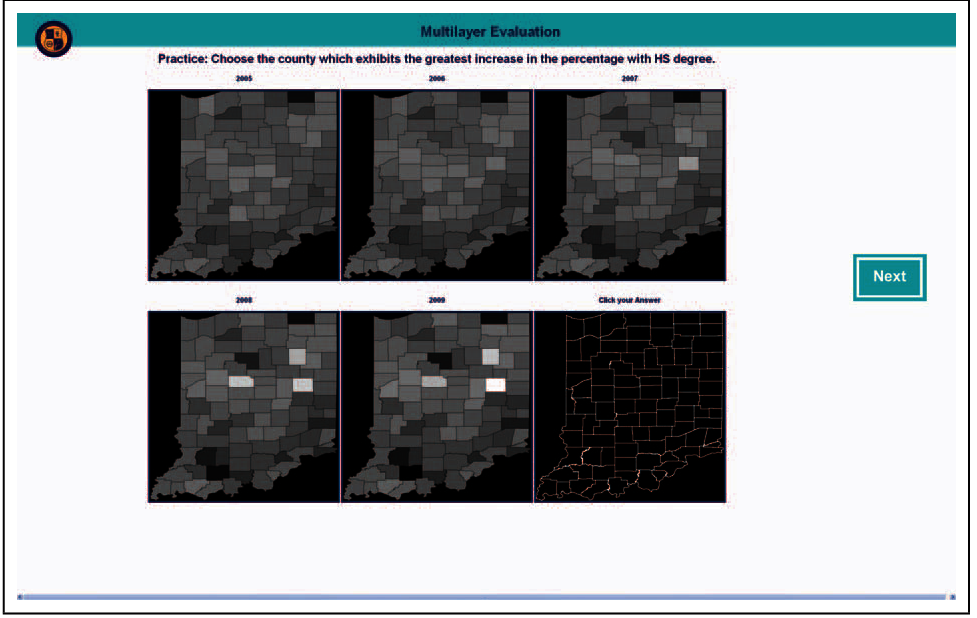 Multilayer Evaluation
Practice: Choose the county which exhibits the greatest increase in the percentage with HS degree.
2005
2006
2007
Next
2008
2009
Click your Answer